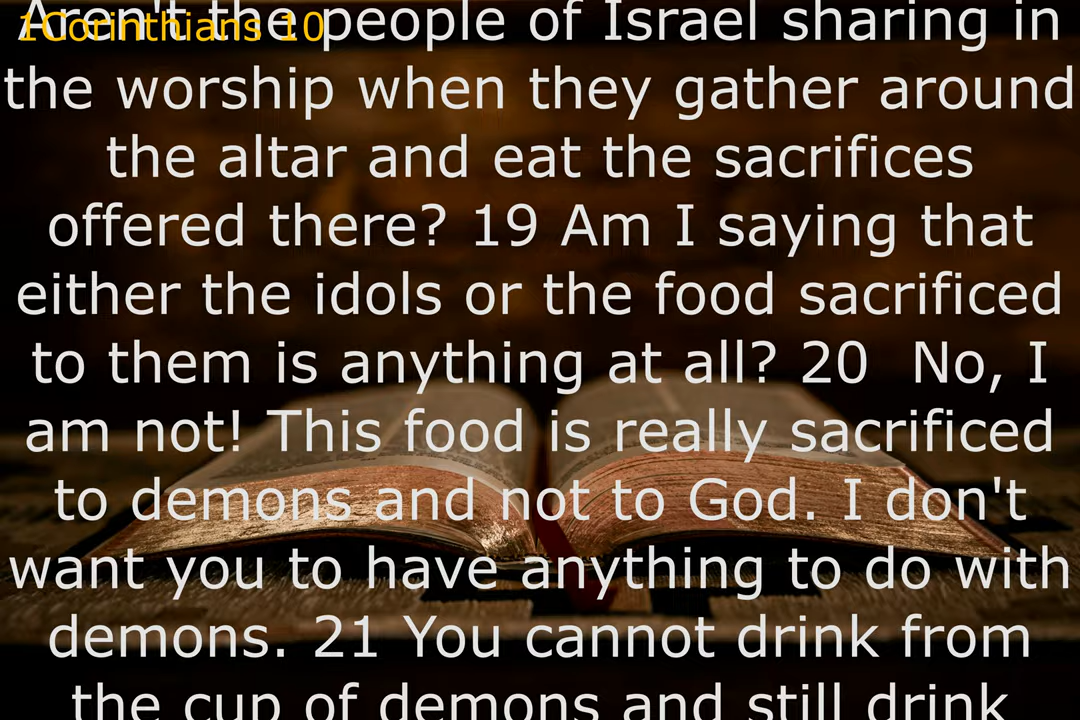 1Corinthians 10
Aren't the people of Israel sharing in
the worship when they gather around
the altar and eat the sacrifices
offered there? 19 Am I saying that
either the idols or the food sacrificed
to them is anything at all? 20  No, I
am not! This food is really sacrificed
to demons and not to God. I don't
want you to have anything to do with
demons. 21 You cannot drink from
the cup of demons and still drink